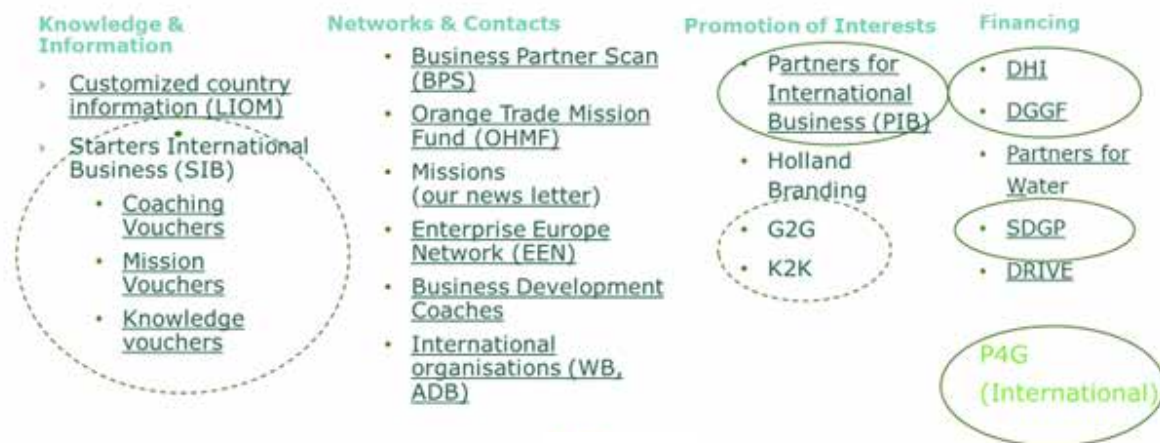 Knowledge &
Information
› Customized country
information (LIOM)
› Starters International
Business (SIB)
• Coaching
Vouchers
• Mission
Vouchers
• Knowledge
vouchers
Networks & Contacts
• Business Partner Scan
(BPS)
• Orange Trade Mission
Fund (OHMF)
• Missions
(our news letter)
• Enterprise Europe
Network (EEN)
• Business Development
Coaches
• International
organisations (WB,
ADB)
Promotion of Interests
• Partners for
International
Business (PIB)
• Holland
Branding
• G2G
• K2K
Financing
• DHI
• DGGF
• Partners for
Water
• SDGP
• DRIVE
P4G
(International)